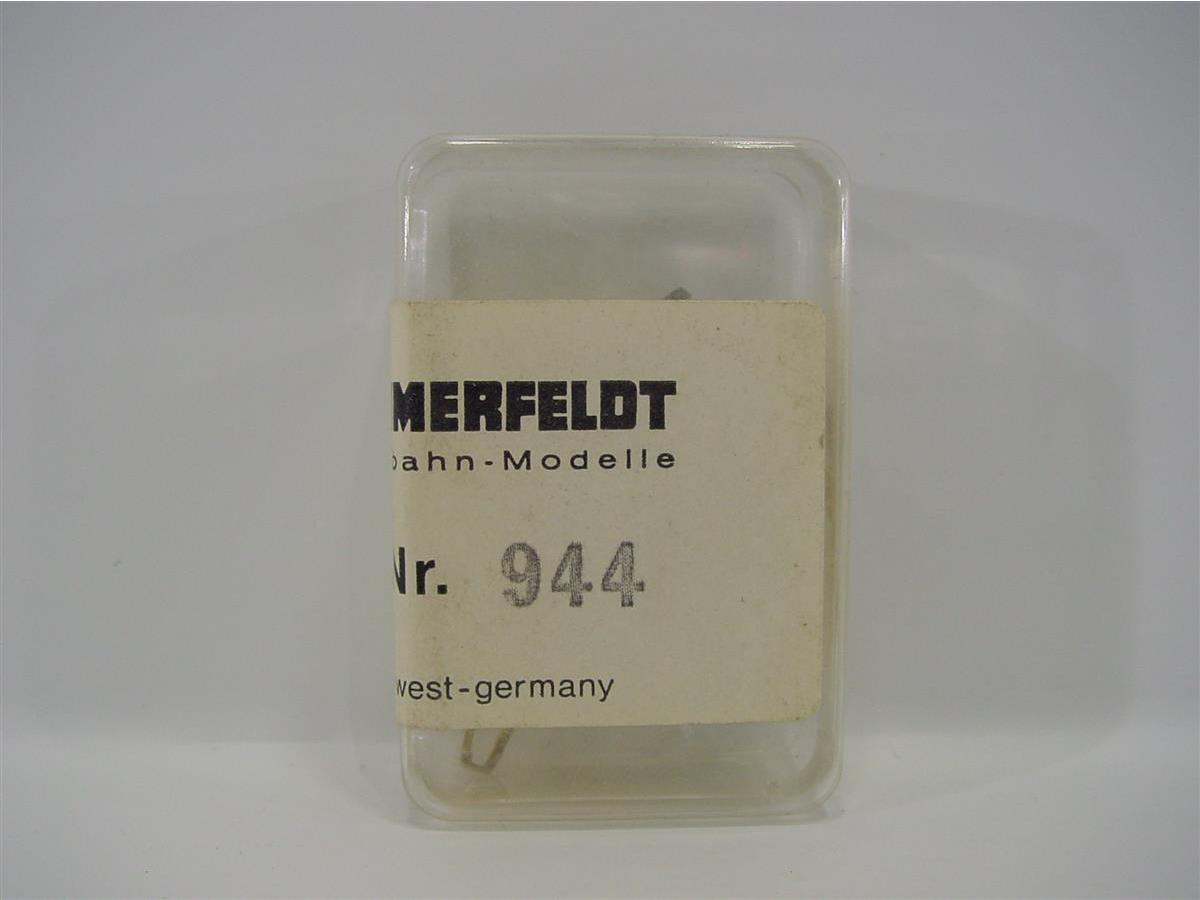 MERFELDT
bahn-Modelle
Nr. 944
west-germany